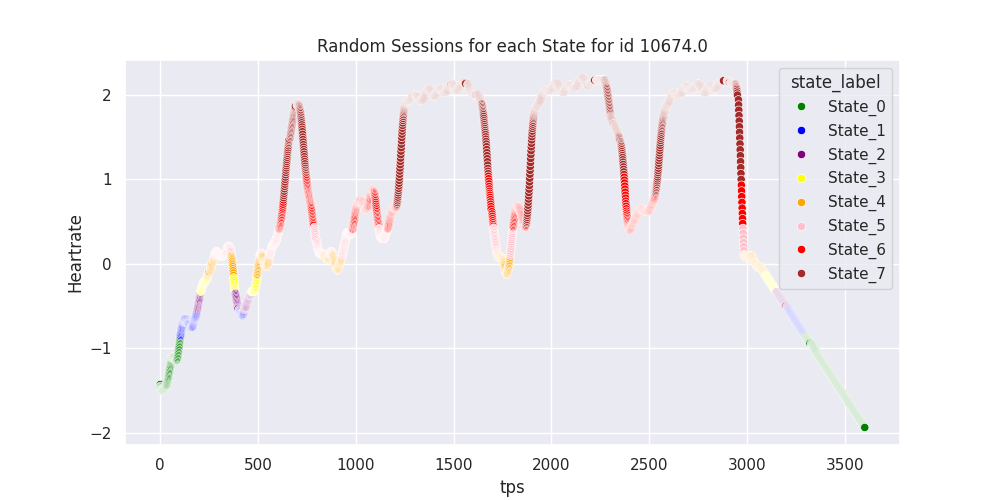 Random Sessions for each State for id 10674.0
Heartrate
2
1
0
−1
−2
state_label
State_0
State_1
State_2
State_3
State_4
State_5
State_6
State_7
0 500 1000 1500 2000 2500 3000 3500
tps